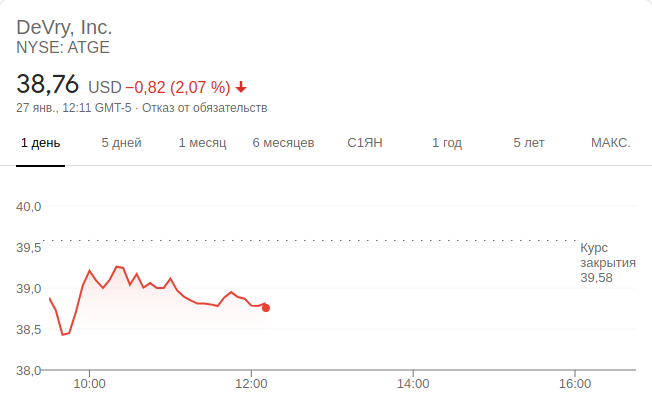 DeVry, Inc.
NYSE: ATGE
38,76 USD −0,82 (2,07 %)
27 янв., 12:11 GMT-5 · Отказ от обязательств
1 день 5 дней 1 месяц 6 месяцев С1ЯН 1 год 5 лет МАКС.
40,0
39,5
39,0
38,5
38,0
Курс
закрытия
39,58
10:00 12:00 14:00 16:00